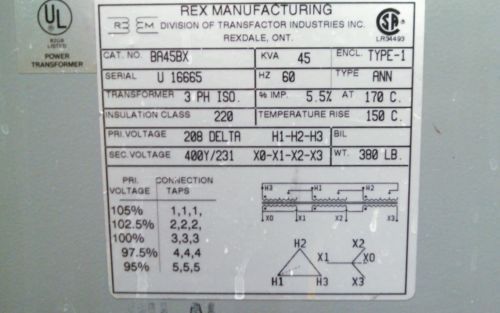 REX MANUFACTURING
DIVISION OF TRANSFACTOR INDUSTRIES INC.
REXDALE, ONT.
UL
LISTED
POWER
TRANSFORMER
LR34493
CAT. NO. BA45BX KVA 45 ENCL. TYPE-1
SERIAL U 16665 HZ 60 TYPE ANN
TRANSFORMER 3 PH ISO. % IMP. 5.5% AT 170 C.
INSULATION CLASS 220 TEMPERATURE RISE 150 C.
PRI. VOLTAGE 208 DELTA H1-H2-H3 BIL
SEC. VOLTAGE 400Y/231 X0-X1-X2-X3 WT. 380 LB.
PRI. CONNECTION
VOLTAGE TAPS
105% 1,1,1,
102.5% 2,2,2,
100% 3,3,3
97.5% 4,4,4
95% 5,5,5
H3 H1 H2
X0 X1 X2 X3
H2
H1 H3
X2
X1 X0
X3